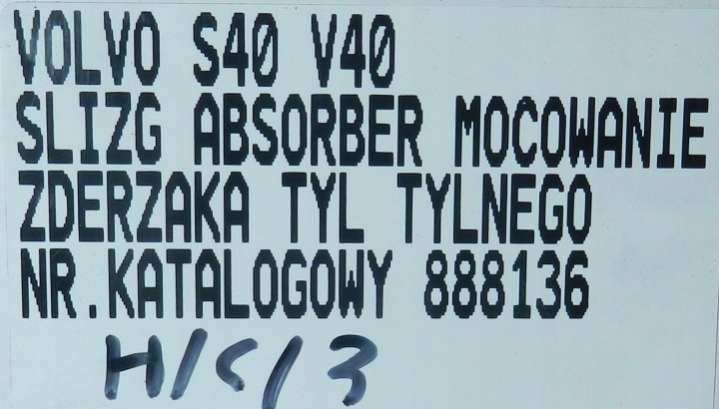 VOLVO S40 V40
SLIZG ABSORBER MOCOWANIE
ZDERZAKA TYL TYLNEGO
NR.KATALOGOWY 888136
H/C/3